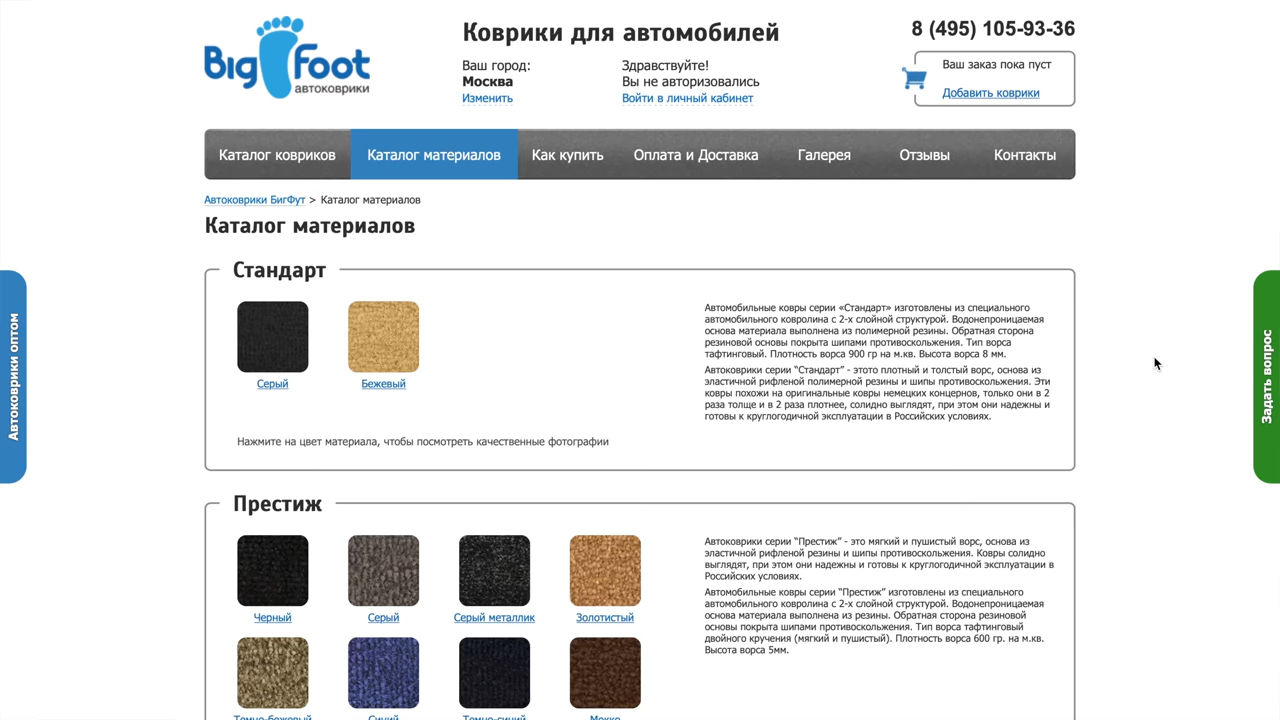 Big Foot
автоковрики
Коврики для автомобилей
Ваш город:
Москва
Изменить
Здравствуйте!
Вы не авторизовались
Войти в личный кабинет
8 (495) 105-93-36
Ваш заказ пока пуст
Добавить коврики
Каталог ковриков
Каталог материалов
Как купить
Оплата и Доставка
Галерея
Отзывы
Контакты
Автоковрики БигФут > Каталог материалов
Каталог материалов
Автоковрики оптом
Задать вопрос
Стандарт
Серый
Бежевый
Нажмите на цвет материала, чтобы посмотреть качественные фотографии
Автомобильные ковры серии «Стандарт» изготовлены из специального
автомобильного ковролина с 2-х слойной структурой. Водонепроницаемая
основа материала выполнена из полимерной резины. Обратная сторона
резиновой основы покрыта шипами противоскольжения. Тип ворса
тафтинговый. Плотность ворса 900 гр на м.кв. Высота ворса 8 мм.
Автоковрики серии “Стандарт” - этото плотный и толстый ворс, основа из
эластичной рифленой полимерной резины и шипы противоскольжения. Эти
ковры похожи на оригинальные ковры немецких концернов, только они в 2
раза толще и в 2 раза плотнее, солидно выглядят, при этом они надежны и
готовы к круглогодичной эксплуатации в Российских условиях.
Престиж
Черный
Серый
Серый металлик
Золотистый
Темно-бежевый
Синий
Темно-синий
Мокко
Автоковрики серии “Престиж” - это мягкий и пушистый ворс, основа из
эластичной рифленой резины и шипы противоскольжения. Ковры солидно
выглядят, при этом они надежны и готовы к круглогодичной эксплуатации в
Российских условиях.
Автомобильные ковры серии “Престиж” изготовлены из специального
автомобильного ковролина с 2-х слойной структурой. Водонепроницаемая
основа материала выполнена из резины. Обратная сторона резиновой
основы покрыта шипами противоскольжения. Тип ворса тафтинговый
двойного кручения (мягкий и пушистый). Плотность ворса 600 гр. на м.кв.
Высота ворса 5мм.